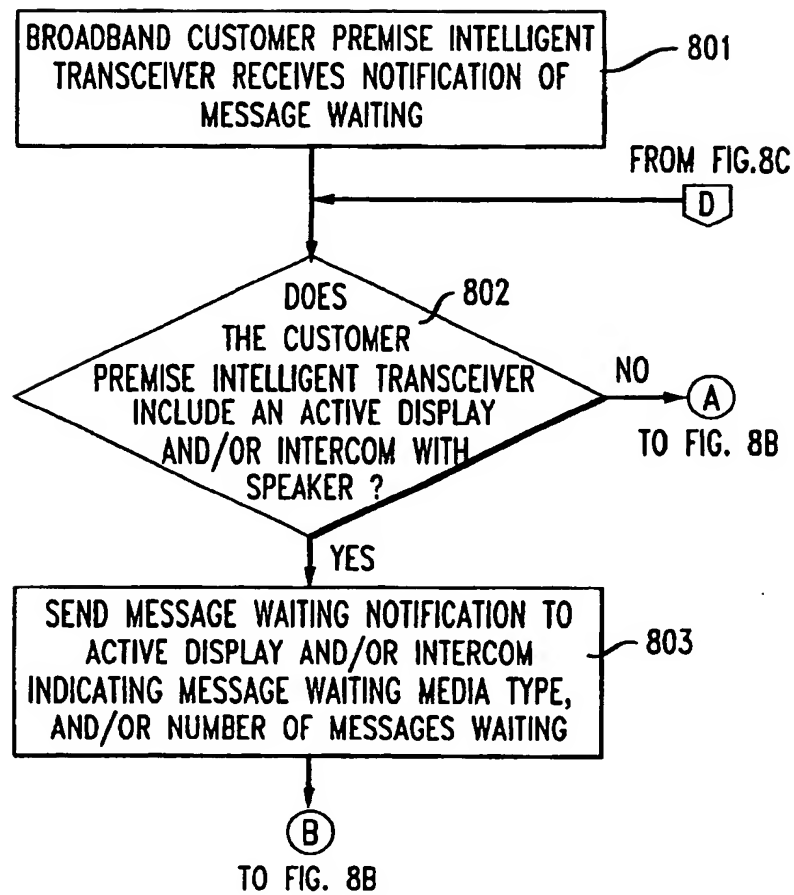 BROADBAND CUSTOMER PREMISE INTELLIGENT
TRANSCEIVER RECEIVES NOTIFICATION OF
MESSAGE WAITING
801
FROM FIG.8C
D
DOES
802
THE CUSTOMER
PREMISE INTELLIGENT TRANSCEIVER
INCLUDE AN ACTIVE DISPLAY
AND/OR INTERCOM WITH
SPEAKER ?
NO
A
TO FIG. 8B
YES
SEND MESSAGE WAITING NOTIFICATION TO
ACTIVE DISPLAY AND/OR INTERCOM
INDICATING MESSAGE WAITING MEDIA TYPE,
AND/OR NUMBER OF MESSAGES WAITING
803
B
TO FIG. 8B